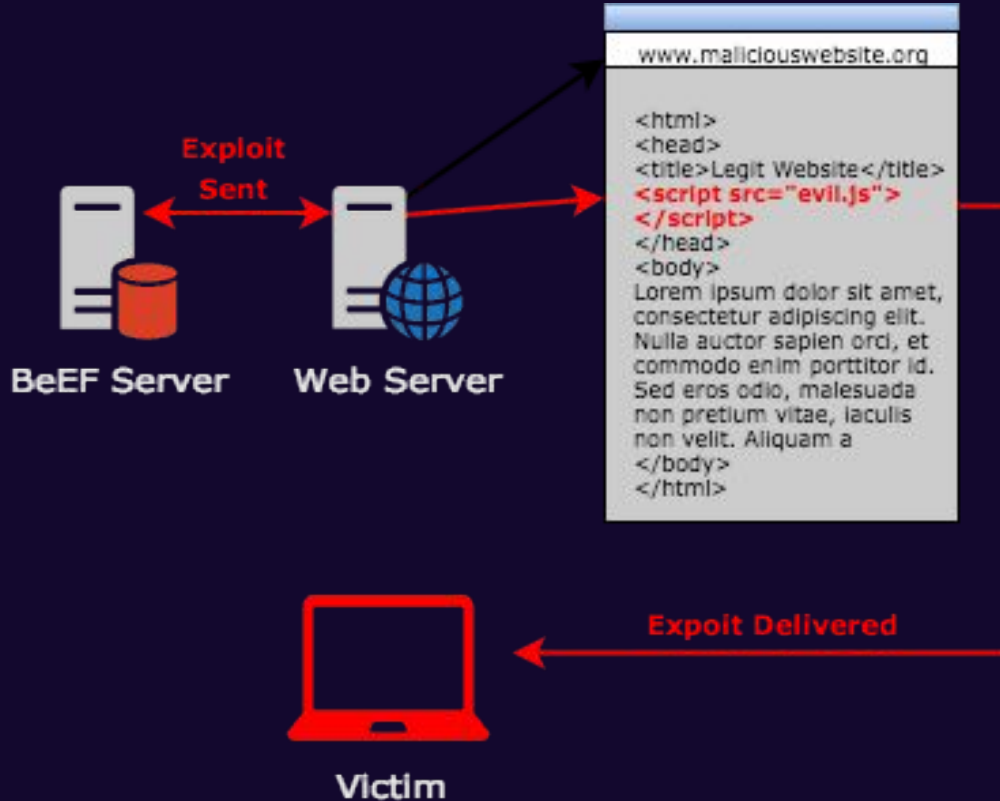 www.maliciouswebsite.org
<html>
<head>
<title>Legit Website</title>
<script src="evil.js">
</script>
</head>
<body>
Lorem ipsum dolor sit amet,
consectetur adipiscing elit.
Nulla auctor sapien orci, et
commodo enim porttitor id.
Sed eros odio, malesuada
non pretium vitae, iaculis
non velit. Aliquam a
</body>
</html>
Exploit
Sent
BeEF Server
Web Server
Expoit Delivered
Victim